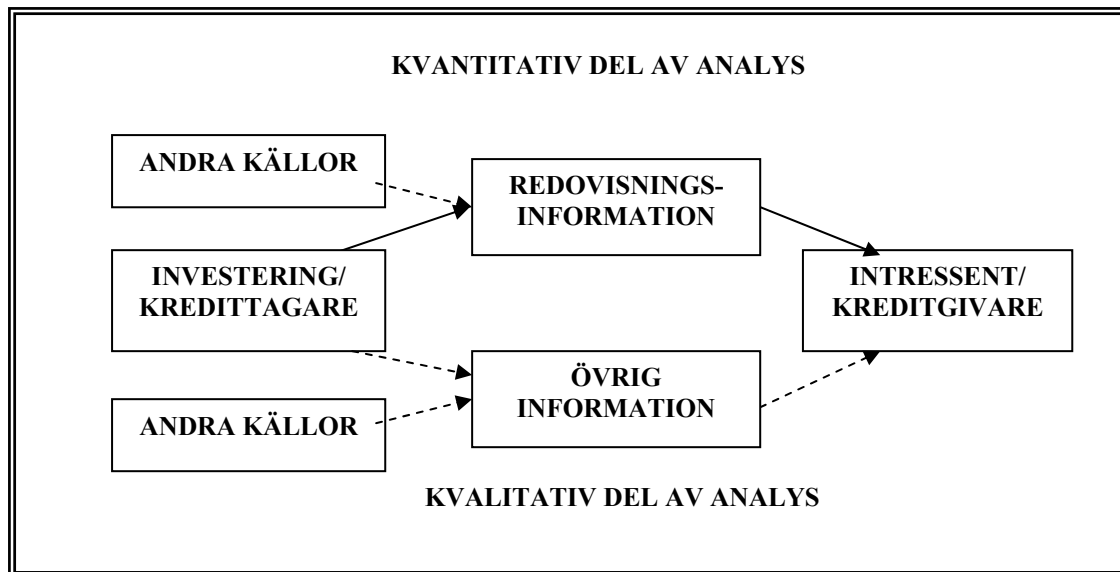 KVANTITATIV DEL AV ANALYS
ANDRA KÄLLOR
REDOVISNINGS-
INFORMATION
INVESTERING/
KREDITTAGARE
INTRESSENT/
KREDITGIVARE
ÖVRIG
INFORMATION
ANDRA KÄLLOR
KVALITATIV DEL AV ANALYS